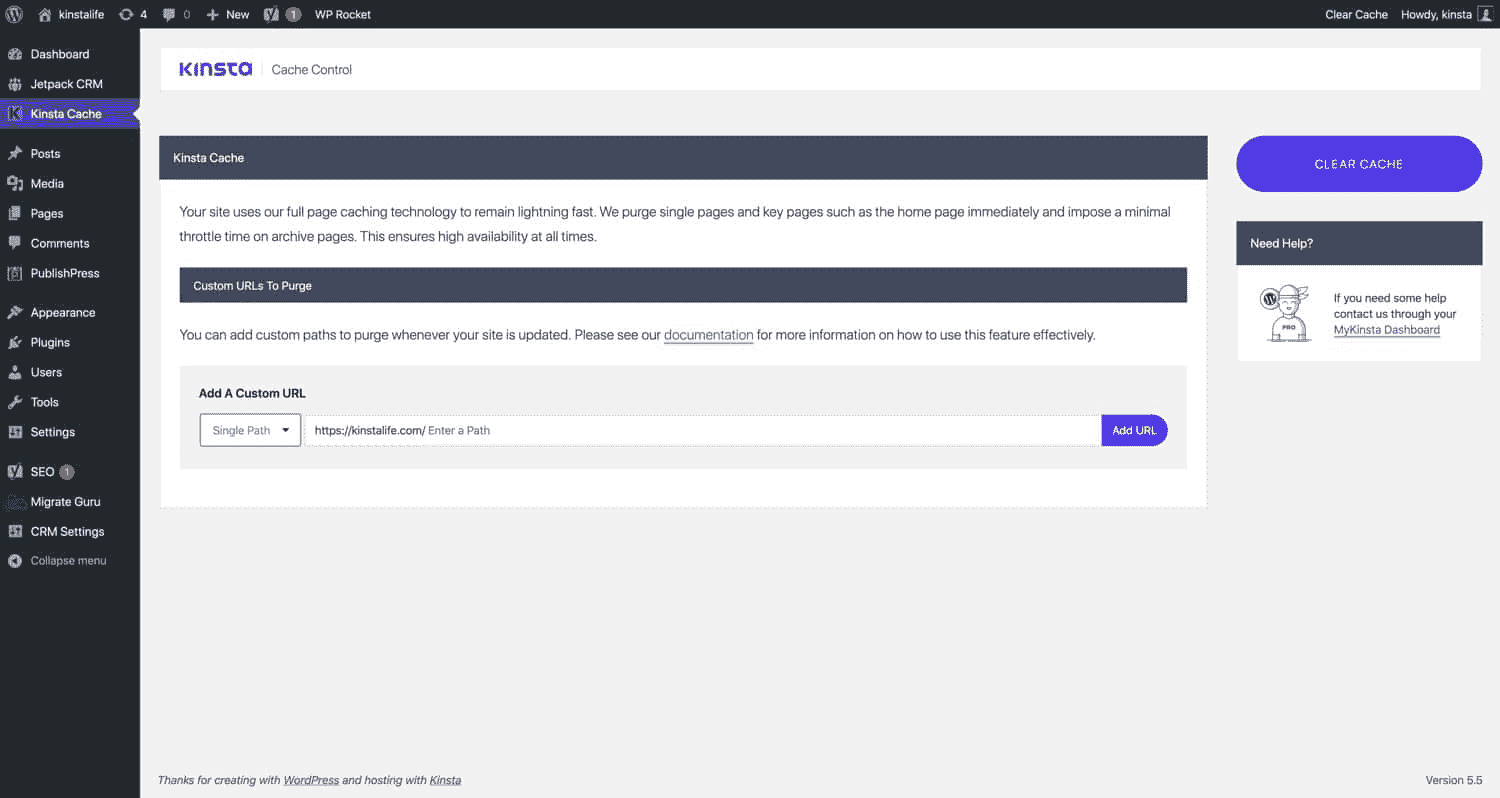 kinstalife 4 0 New 1 WP Rocket Clear Cache Howdy, kinsta
Dashboard
Jetpack CRM
Kinsta Cache
Posts
Media
Pages
Comments
PublishPress
Appearance
Plugins
Users
Tools
Settings
SEO 1
Migrate Guru
CRM Settings
Collapse menu
KINSTA Cache Control
Kinsta Cache
Your site uses our full page caching technology to remain lightning fast. We purge single pages and key pages such as the home page immediately and impose a minimal
throttle time on archive pages. This ensures high availability at all times.
Custom URLs To Purge
You can add custom paths to purge whenever your site is updated. Please see our documentation for more information on how to use this feature effectively.
Add A Custom URL
Single Path https://kinstalife.com/ Enter a Path Add URL
CLEAR CACHE
Need Help?
PRO
If you need some help
contact us through your
MyKinsta Dashboard
Thanks for creating with WordPress and hosting with Kinsta
Version 5.5